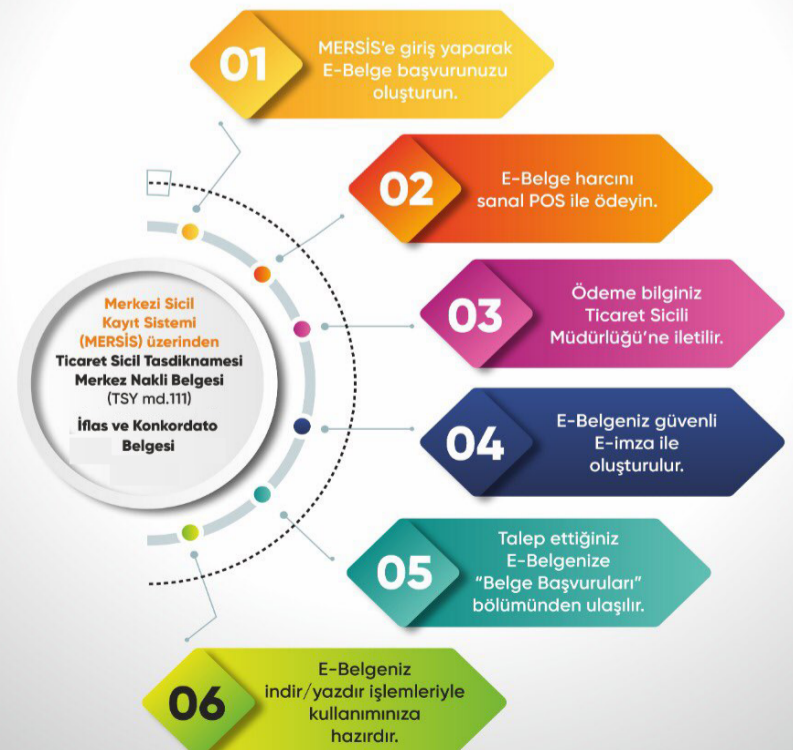 01
MERSİS’e giriş yaparak
E-Belge başvurunuzu
oluşturun.
02
E-Belge harcını
sanal POS ile ödeyin.
03
Ödeme bilginiz
Ticaret Sicili
Müdürlüğü’ne iletilir.
Merkezi Sicil
Kayıt Sistemi
(MERSİS) üzerinden
Ticaret Sicil Tasdiknamesi
Merkez Nakli Belgesi
(TSY md.111)
İflas ve Konkordato
Belgesi
04
E-Belgeniz güvenli
E-imza ile
oluşturulur.
05
Talep ettiğiniz
E-Belgenize
“Belge Başvuruları”
bölümünden ulaşılır.
06
E-Belgeniz
indir/yazdır işlemleriyle
kullanımınıza
hazırdır.